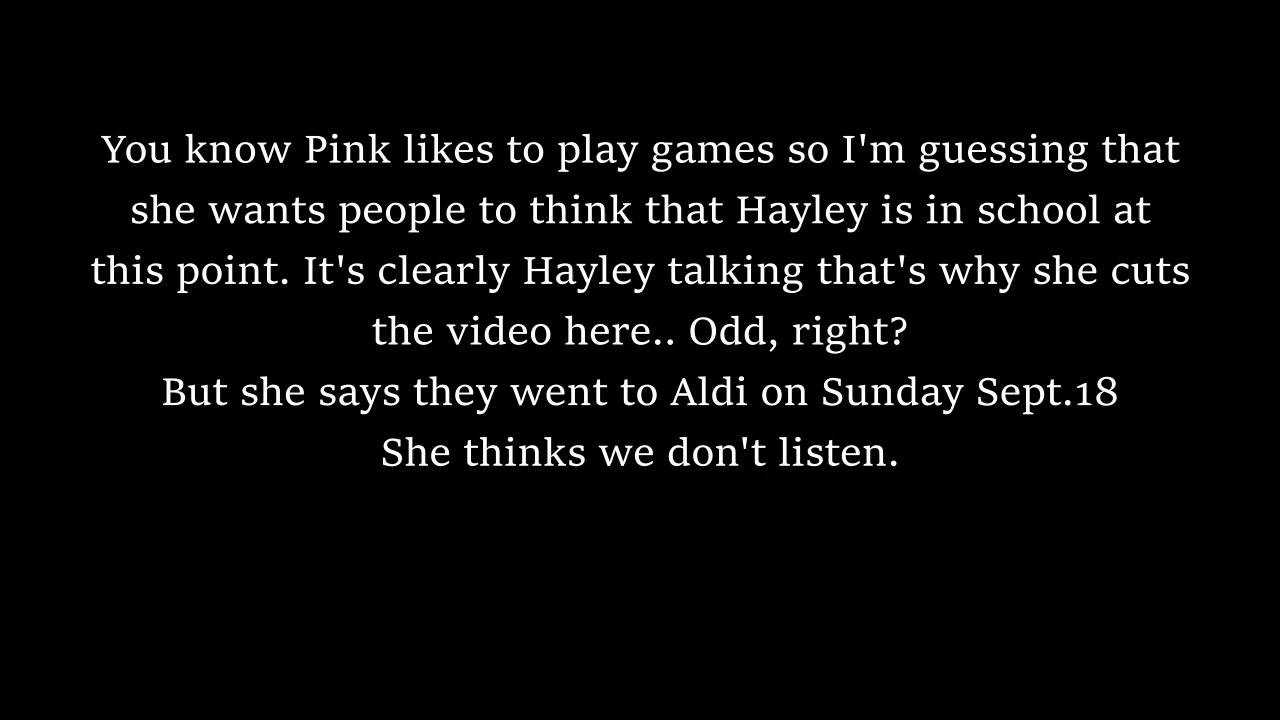 You know Pink likes to play games so I'm guessing that
she wants people to think that Hayley is in school at
this point. It's clearly Hayley talking that's why she cuts
the video here.. Odd, right?
But she says they went to Aldi on Sunday Sept.18
She thinks we don't listen.